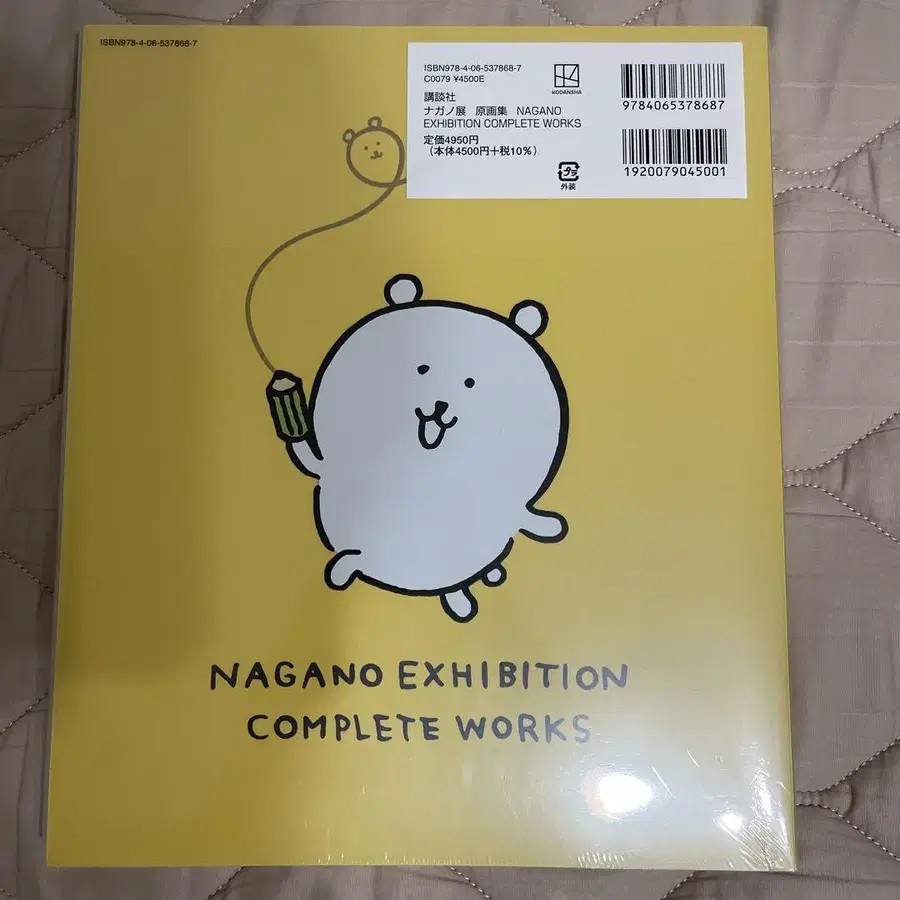 ISBN978-4-06-537868-7
ISBN978-4-06-537868-7
C0079 ¥4500E
KODANSHA
講談社
ナガノ展 原画集 NAGANO
EXHIBITION COMPLETE WORKS
定価4950円
(本体4500円+税10%)
プラ
外装
9784065378687
1920079045001
NAGANO EXHIBITION
COMPLETE WORKS